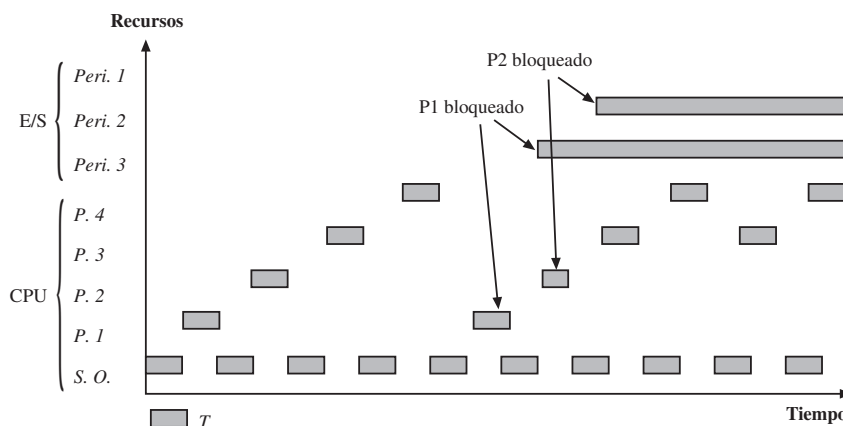 Recursos
Peri. 1
P2 bloqueado
P1 bloqueado
E/S
Peri. 2
Peri. 3
P. 4
P. 3
CPU
P. 2
P. 1
S. O.
Tiempo
T